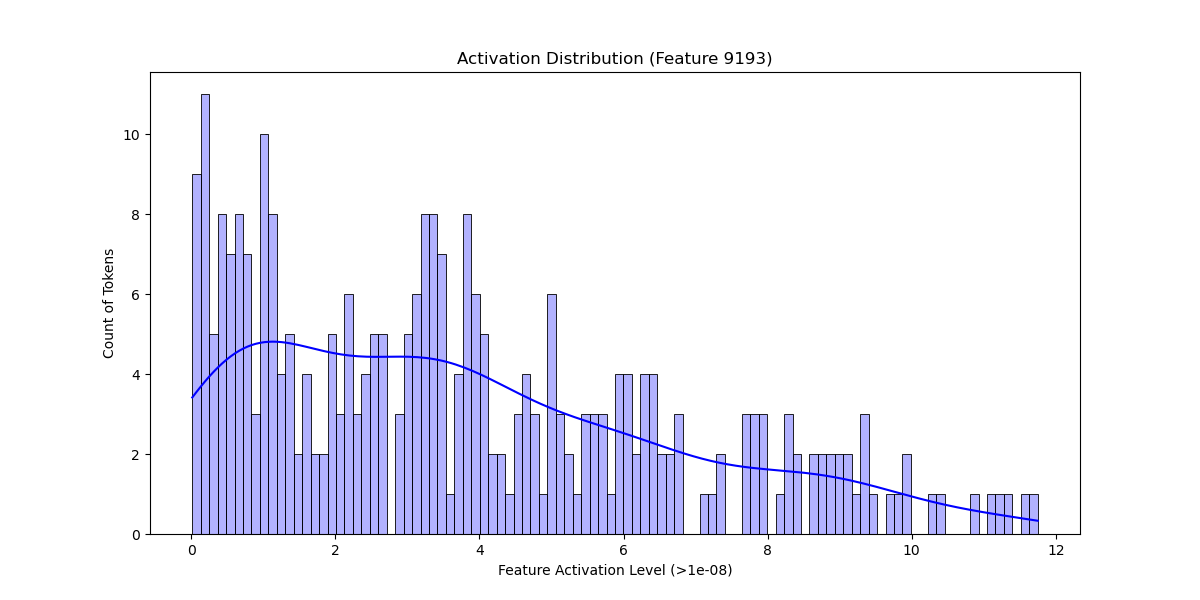 Activation Distribution (Feature 9193)
Count of Tokens
10
8
6
4
2
0
0 2 4 6 8 10 12
Feature Activation Level (>1e-08)